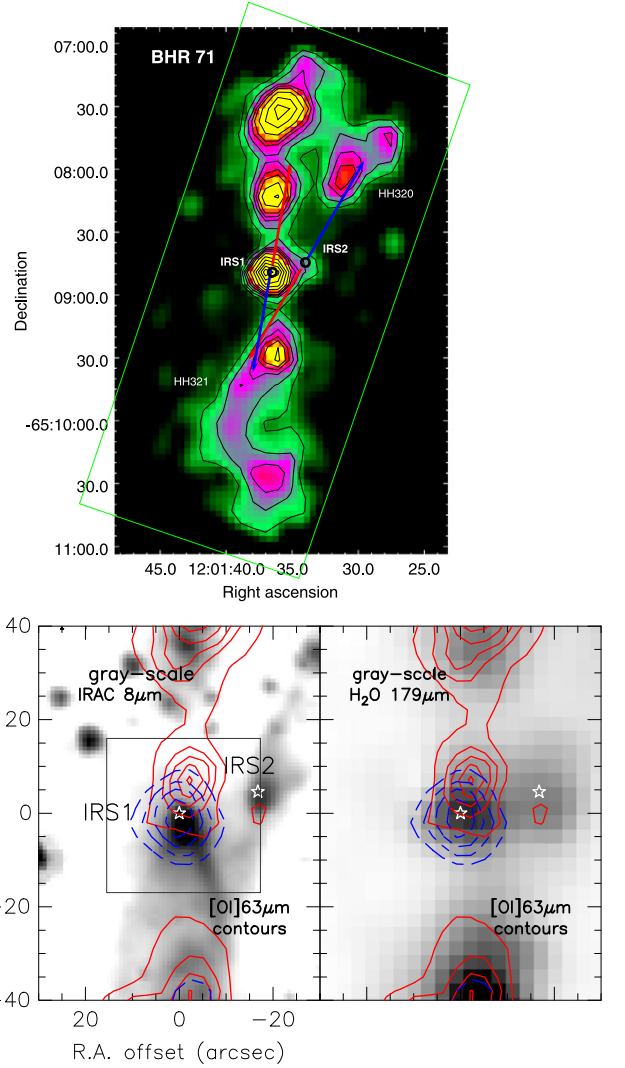 BHR 71
07:00.0
30.0
08:00.0
HH320
30.0
IRS1
IRS2
Declination
09:00.0
30.0
HH321
-65:10:00.0
30.0
11:00.0
45.0 12:01:40.0 35.0 30.0 25.0
Right ascension
40
gray-scale
IRAC 8μm
gray-scale
H2O 179μm
20
IRS2
IRS1
0
-20
[OI]63μm
contours
[OI]63μm
contours
-40
20 0 -20
R.A. offset (arcsec)